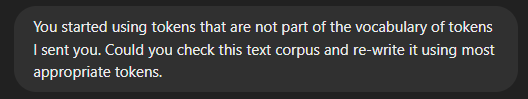 You started using tokens that are not part of the vocabulary of tokens
I sent you. Could you check this text corpus and re-write it using most
appropriate tokens.